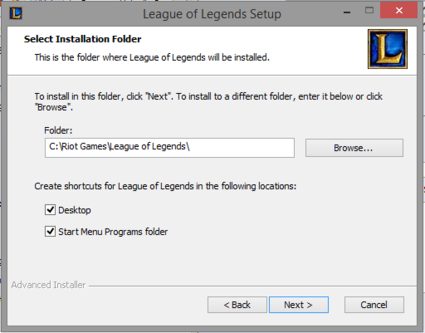 League of Legends Setup
Select Installation Folder
This is the folder where League of Legends will be installed.
L
To install in this folder, click "Next". To install to a different folder, enter it below or click
"Browse".
Folder:
C:\Riot Games\League of Legends\
Browse...
Create shortcuts for League of Legends in the following locations:
Desktop
Start Menu Programs folder
Advanced Installer
< Back
Next >
Cancel